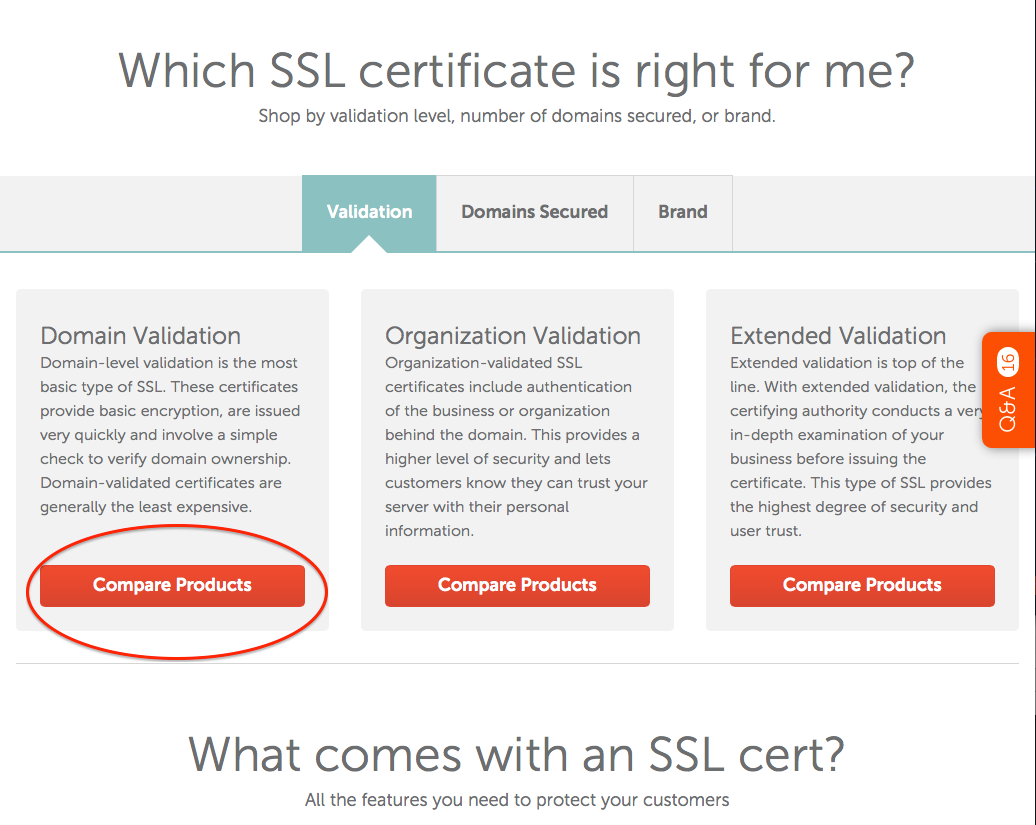 Which SSL certificate is right for me?
Shop by validation level, number of domains secured, or brand.
Validation
Domains Secured
Brand
Domain Validation
Domain-level validation is the most
basic type of SSL. These certificates
provide basic encryption, are issued
very quickly and involve a simple
check to verify domain ownership.
Domain-validated certificates are
generally the least expensive.
Compare Products
Organization Validation
Organization-validated SSL
certificates include authentication
of the business or organization
behind the domain. This provides a
higher level of security and lets
customers know they can trust your
server with their personal
information.
Compare Products
Extended Validation
Extended validation is top of the
line. With extended validation, the
certifying authority conducts a very
in-depth examination of your
business before issuing the
certificate. This type of SSL provides
the highest degree of security and
user trust.
Compare Products
Q&A 16
What comes with an SSL cert?
All the features you need to protect your customers